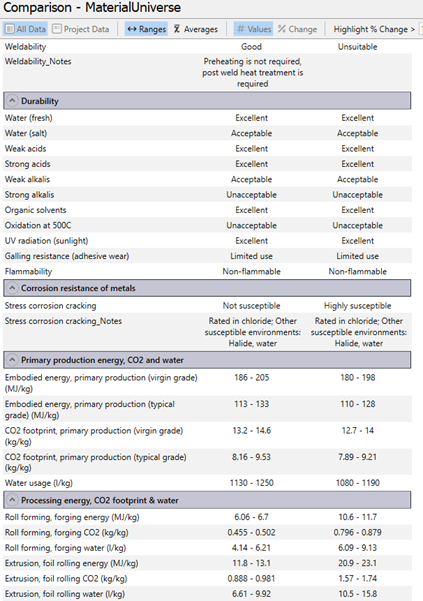 Comparison - MaterialUniverse
All Data Project Data Ranges Averages # Values % Change Highlight % Change >
Weldability Good Unsuitable
Weldability_Notes Preheating is not required,
post weld heat treatment is
required
Durability
Water (fresh) Excellent Excellent
Water (salt) Acceptable Acceptable
Weak acids Excellent Excellent
Strong acids Excellent Excellent
Weak alkalis Acceptable Acceptable
Strong alkalis Unacceptable Unacceptable
Organic solvents Excellent Excellent
Oxidation at 500C Unacceptable Unacceptable
UV radiation (sunlight) Excellent Excellent
Galling resistance (adhesive wear) Limited use Limited use
Flammability Non-flammable Non-flammable
Corrosion resistance of metals
Stress corrosion cracking Not susceptible Highly susceptible
Stress corrosion cracking_Notes Rated in chloride; Other Rated in chloride; Other
susceptible environments: susceptible environments:
Halide, water Halide, water
Primary production energy, CO2 and water
Embodied energy, primary production (virgin grade) 186 - 205 180 - 198
(MJ/kg)
Embodied energy, primary production (typical 113 - 133 110 - 128
grade) (MJ/kg)
CO2 footprint, primary production (virgin grade) 13.2 - 14.6 12.7 - 14
(kg/kg)
CO2 footprint, primary production (typical grade) 8.16 - 9.53 7.89 - 9.21
(kg/kg)
Water usage (l/kg) 1130 - 1250 1080 - 1190
Processing energy, CO2 footprint & water
Roll forming, forging energy (MJ/kg) 6.06 - 6.7 10.6 - 11.7
Roll forming, forging CO2 (kg/kg) 0.455 - 0.502 0.796 - 0.879
Roll forming, forging water (l/kg) 4.14 - 6.21 6.09 - 9.13
Extrusion, foil rolling energy (MJ/kg) 11.8 - 13.1 20.9 - 23.1
Extrusion, foil rolling CO2 (kg/kg) 0.888 - 0.981 1.57 - 1.74
Extrusion, foil rolling water (l/kg) 6.61 - 9.92 10.5 - 15.8